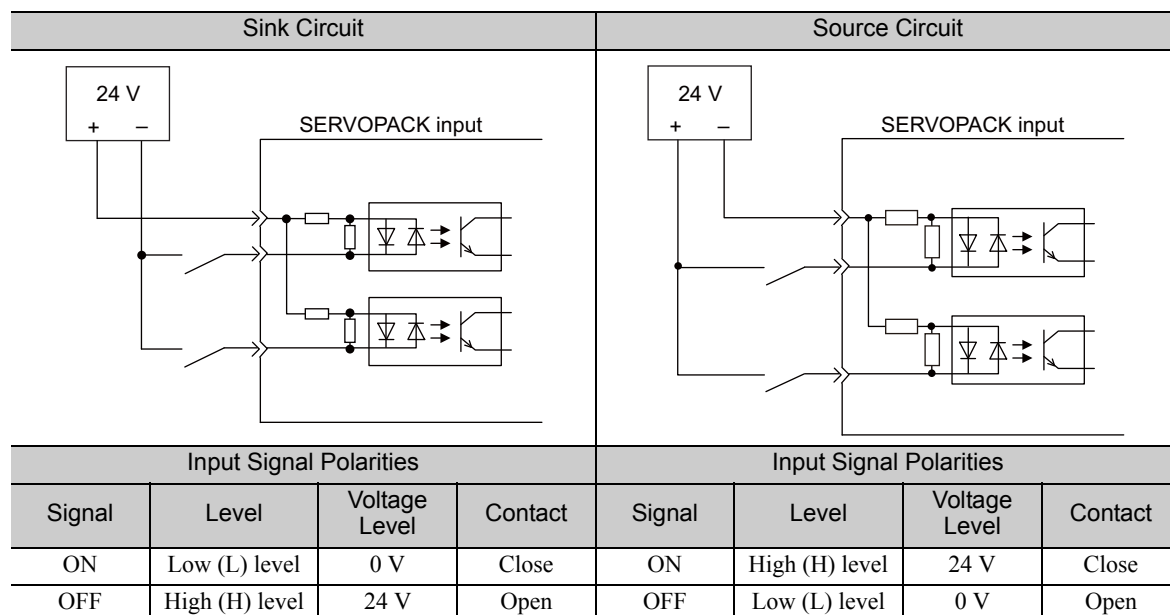 Sink Circuit Source Circuit
24 V 24 V
+ – + –
SERVOPACK input SERVOPACK input
Input Signal Polarities Input Signal Polarities
Signal Level Voltage Level Contact Signal Level Voltage Level Contact
ON Low (L) level 0 V Close ON High (H) level 24 V Close
OFF High (H) level 24 V Open OFF Low (L) level 0 V Open